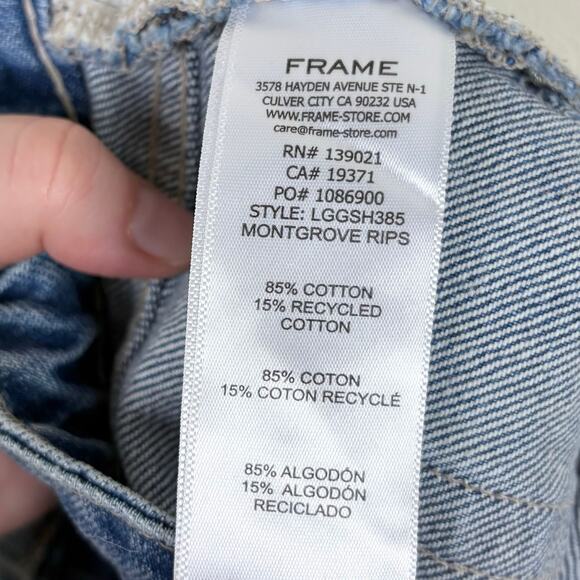 FRAME
3578 HAYDEN AVENUE STE N-1
CULVER CITY CA 90232 USA
WWW.FRAME-STORE.COM
care@frame-store.com
RN# 139021
CA# 19371
PO# 1086900
STYLE: LGGSH385
MONTGROVE RIPS
85% COTTON
15% RECYCLED
COTTON
85% COTON
15% COTON RECYCLÉ
85% ALGODÓN
15% ALGODÓN
RECICLADO